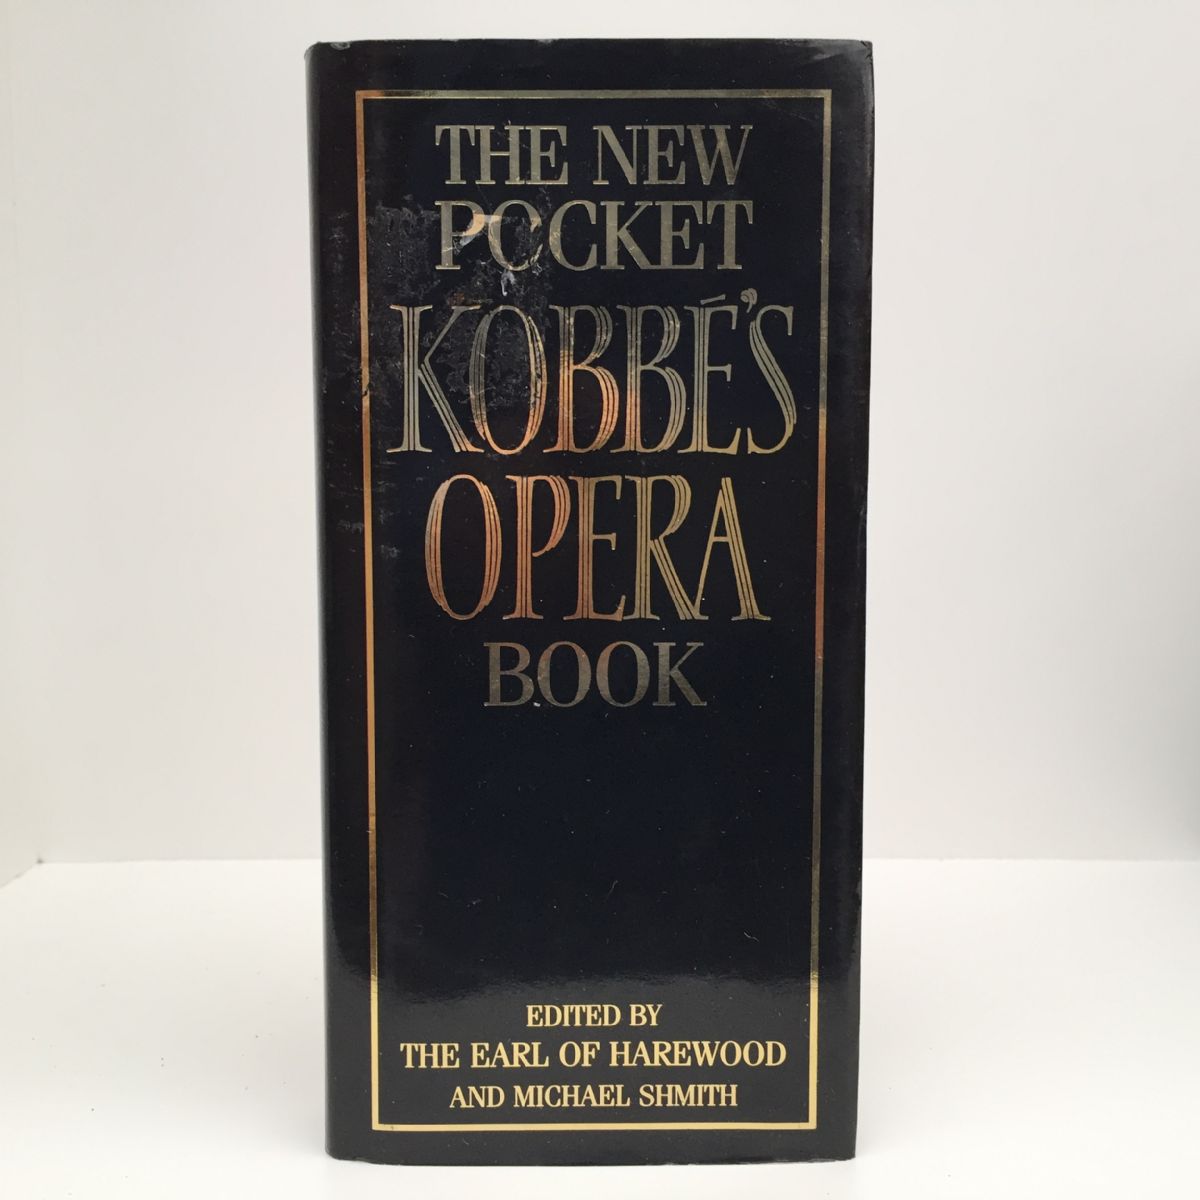 THE NEW
POCKET
KOBBÉ'S
OPERA
BOOK
EDITED BY
THE EARL OF HAREWOOD
AND MICHAEL SHMITH